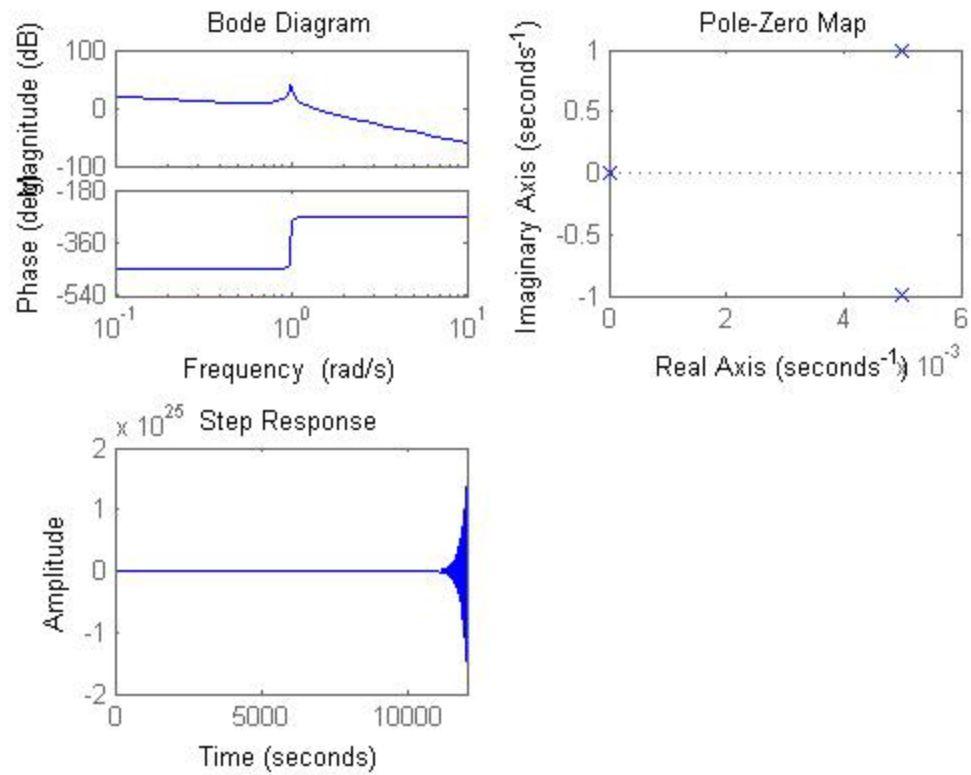 Bode Diagram
Magnitude (dB)
100
0
-100
Phase (deg)
-180
-360
-540
10^-1
10^0
10^1
Frequency (rad/s)
Pole-Zero Map
Imaginary Axis (seconds^-1)
1
0.5
0
-0.5
-1
0
2
4
6
x 10^-3
Real Axis (seconds^-1)
x 10^25
Step Response
Amplitude
2
1
0
-1
-2
0
5000
10000
Time (seconds)